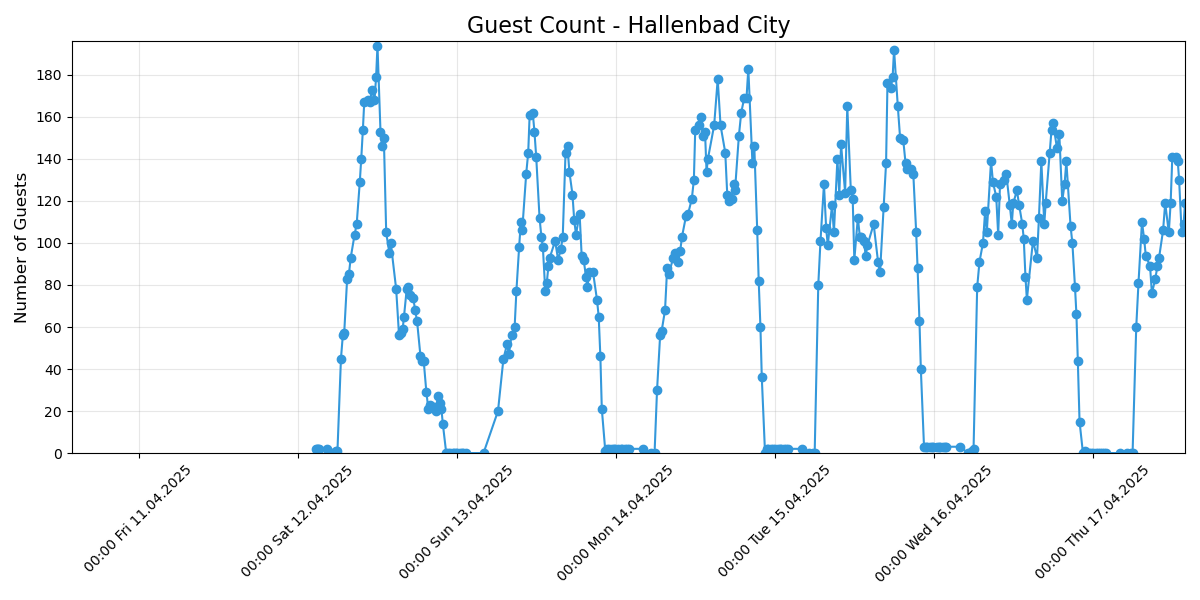 Guest Count - Hallenbad City
Number of Guests
180
160
140
120
100
80
60
40
20
0
00:00 Fri 11.04.2025
00:00 Sat 12.04.2025
00:00 Sun 13.04.2025
00:00 Mon 14.04.2025
00:00 Tue 15.04.2025
00:00 Wed 16.04.2025
00:00 Thu 17.04.2025